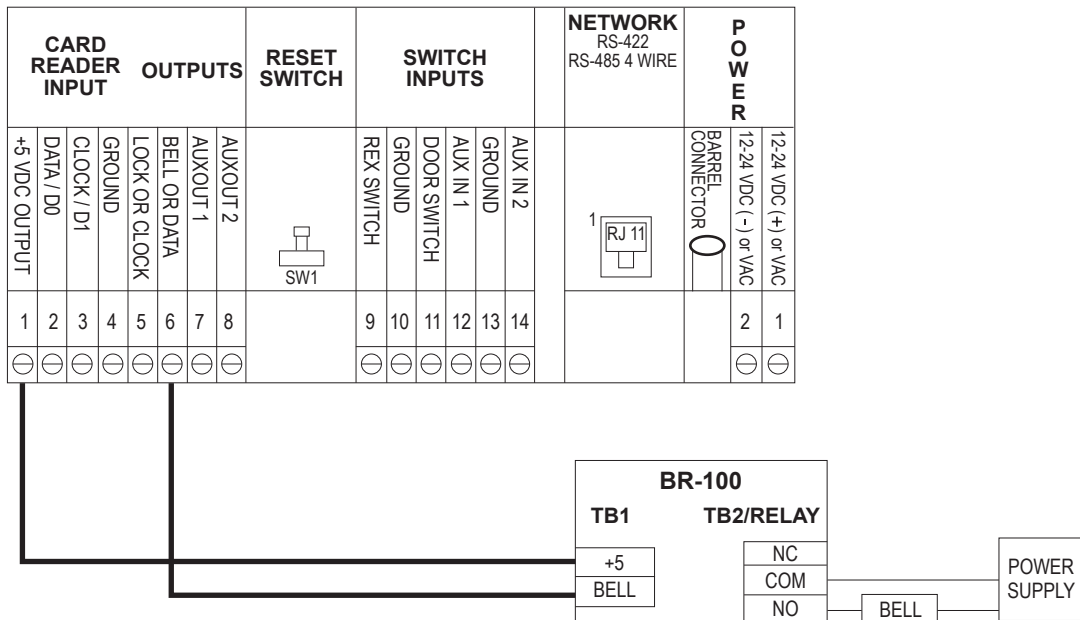 CARD
READER
INPUT
OUTPUTS
RESET
SWITCH
SWITCH
INPUTS
NETWORK
RS-422
RS-485 4 WIRE
POWER
+5 VDC OUTPUT
DATA / D0
CLOCK / D1
GROUND
LOCK OR CLOCK
BELL OR DATA
AUXOUT 1
AUXOUT 2
SW1
REX SWITCH
GROUND
DOOR SWITCH
AUX IN 1
GROUND
AUX IN 2
1
RJ 11
BARREL
CONNECTOR
12-24 VDC ( - ) or VAC
12-24 VDC (+) or VAC
1 2 3 4 5 6 7 8 9 10 11 12 13 14 2 1
BR-100
TB1 TB2/RELAY
+5
BELL
NC
COM
NO
BELL
POWER
SUPPLY